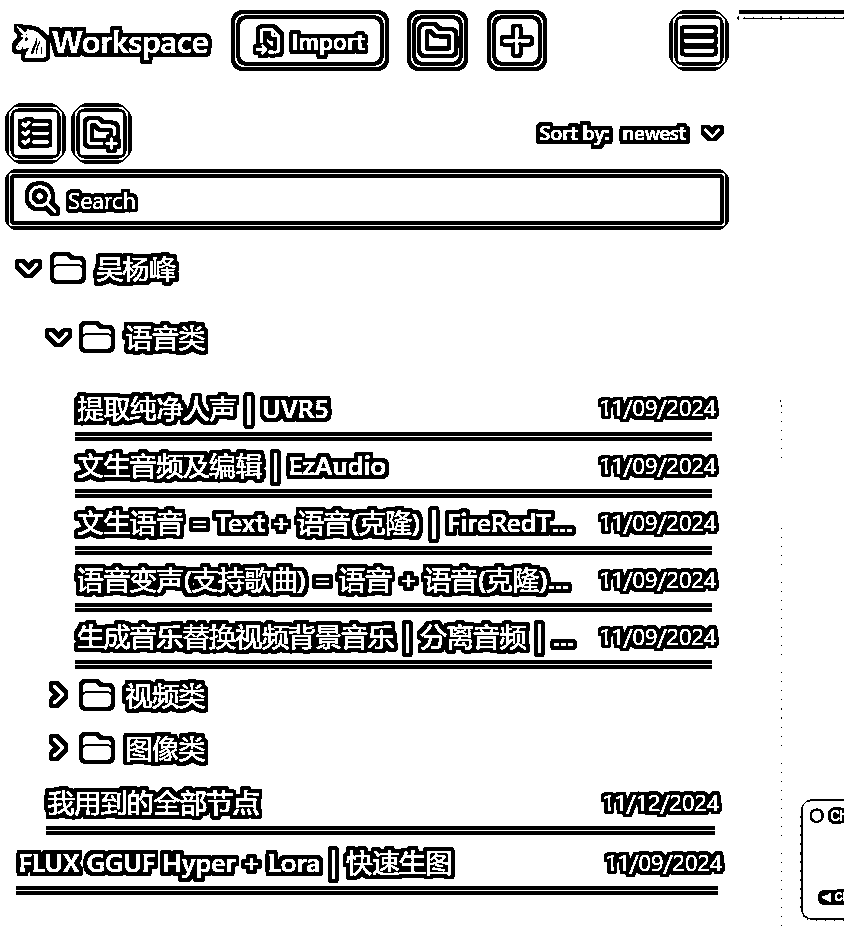 Workspace Import
Sort by: newest
Search
吴杨峰
语音类
提取纯净人声 | UVR5 11/09/2024
文生音频及编辑 | EzAudio 11/09/2024
文生语音 = Text + 语音(克隆) | FireRedT... 11/09/2024
语音变声(支持歌曲) = 语音 + 语音(克隆)... 11/09/2024
生成音乐替换视频背景音乐 | 分离音频 | ... 11/09/2024
视频类
图像类
我用到的全部节点 11/12/2024
FLUX GGUF Hyper + Lora | 快速生图 11/09/2024